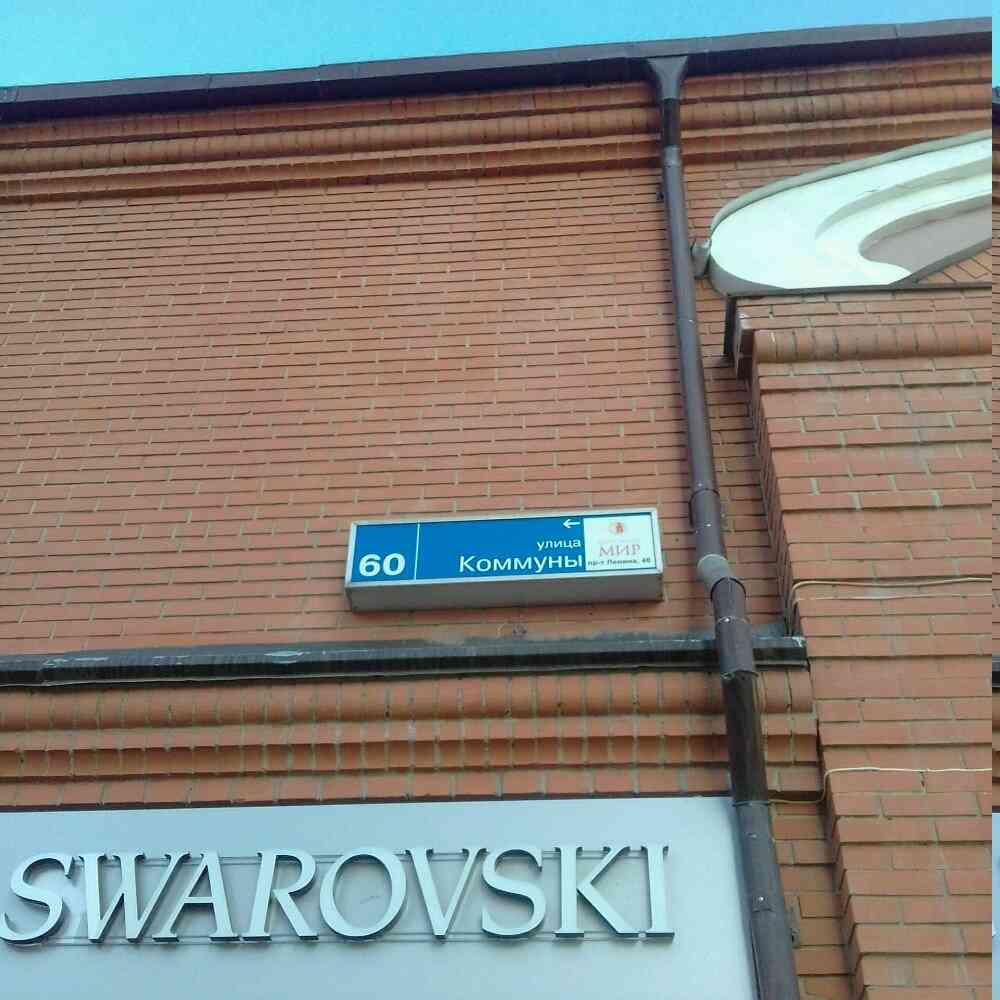 60
←
улица
Коммуны
МИР
пр-т Ленина, 46
SWAROVSKI